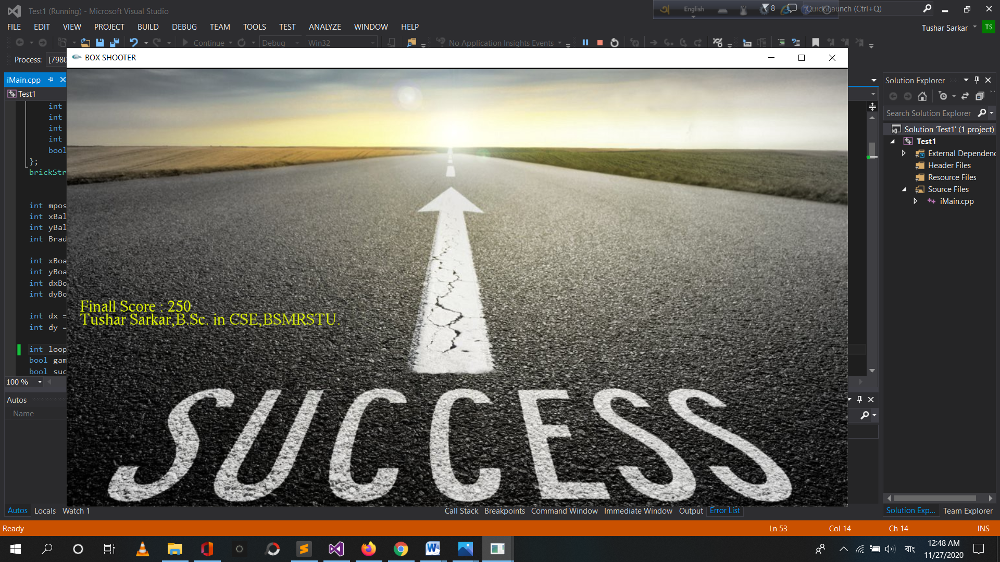 Test1 (Running) - Microsoft Visual Studio
English
8
Quick Launch (Ctrl+Q)
FILE EDIT VIEW PROJECT BUILD DEBUG TEAM TOOLS TEST ANALYZE WINDOW HELP
Tushar Sarkar TS
Continue Debug Win32 No Application Insights Events
Process: [7980
BOX SHOOTER
iMain.cpp
Test1
int
int
int
int
bool
};
brickStr
int mpos
int xBal
int yBal
int Brad
int xBoa
int yBoa
int dxBo
int dyBo
int dx =
int dy =
int loop
bool gam
bool suc
100 %
Finall Score : 250
Tushar Sarkar,B.Sc. in CSE,BSMRSTU.
SUCCESS
Solution Explorer
Search Solution Explorer
Solution 'Test1' (1 project)
Test1
External Dependenc
Header Files
Resource Files
Source Files
iMain.cpp
Autos
Name
Autos Locals Watch 1
Call Stack Breakpoints Command Window Immediate Window Output Error List
Solution Exp... Team Explorer
Ready
Ln 53 Col 14 Ch 14 INS
বাং
12:48 AM
11/27/2020